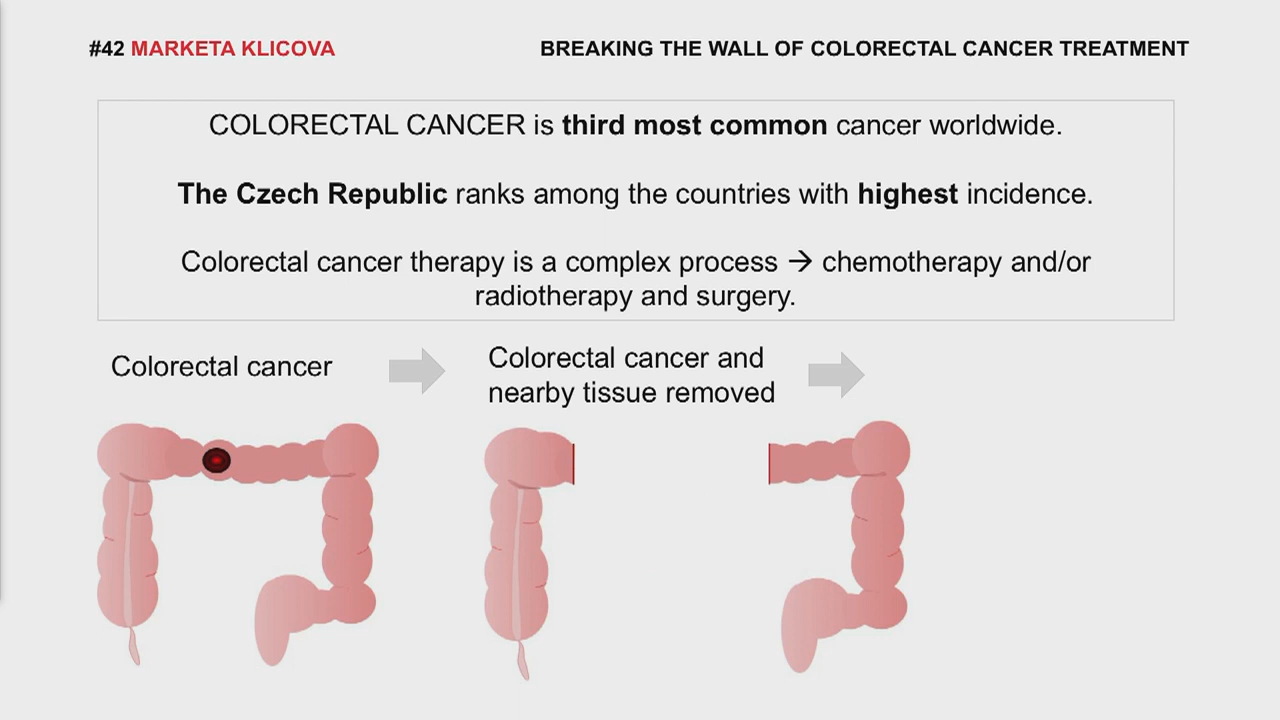 #42 MARKETA KLICOVA
BREAKING THE WALL OF COLORECTAL CANCER TREATMENT
COLORECTAL CANCER is third most common cancer worldwide.
The Czech Republic ranks among the countries with highest incidence.
Colorectal cancer therapy is a complex process → chemotherapy and/or
radiotherapy and surgery.
Colorectal cancer
Colorectal cancer and
nearby tissue removed